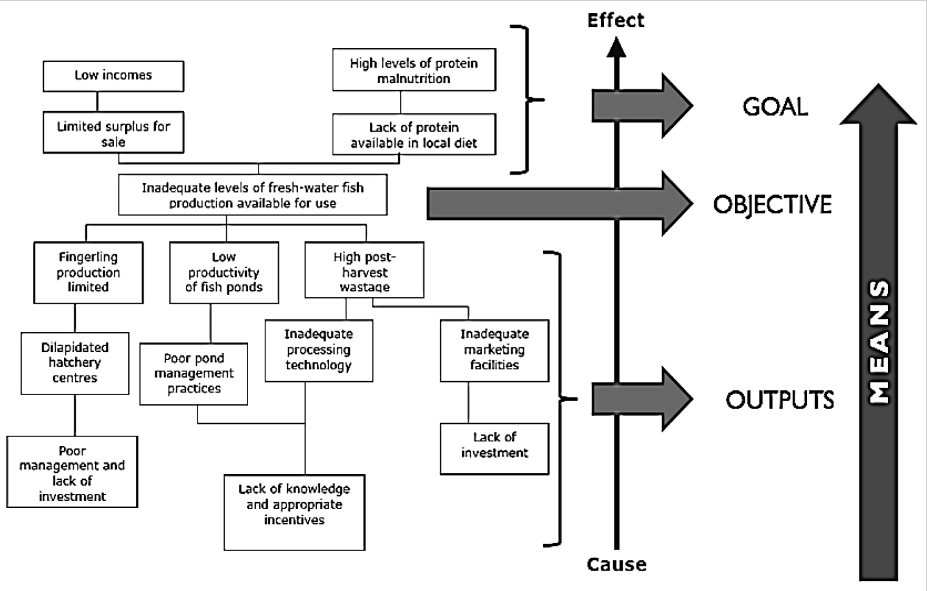 Effect
Low incomes
High levels of protein
malnutrition
GOAL
Limited surplus for
sale
Lack of protein
available in local diet
Inadequate levels of fresh-water fish
production available for use
OBJECTIVE
Fingerling
production
limited
Low
productivity
of fish ponds
High post-
harvest
wastage
Dilapidated
hatchery
centres
Poor pond
management
practices
Inadequate
processing
technology
Inadequate
marketing
facilities
OUTPUTS
MEANS
Poor
management and
lack of
investment
Lack of knowledge
and appropriate
incentives
Lack of
investment
Cause